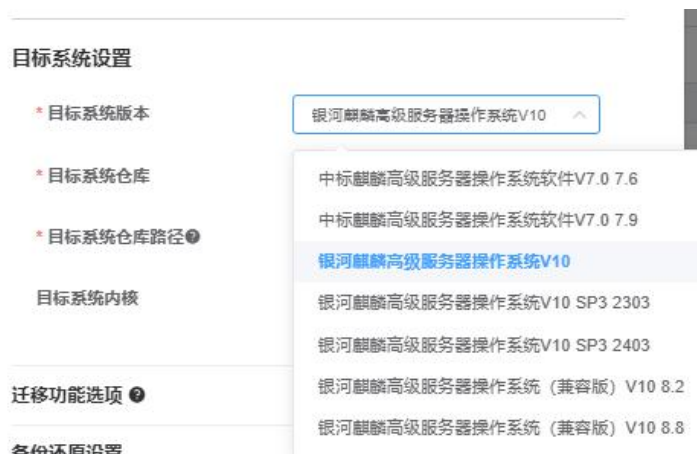 目标系统设置
* 目标系统版本
银河麒麟高级服务器操作系统V10
* 目标系统仓库
中标麒麟高级服务器操作系统软件V7.0 7.6
中标麒麟高级服务器操作系统软件V7.0 7.9
* 目标系统仓库路径
银河麒麟高级服务器操作系统V10
目标系统内核
银河麒麟高级服务器操作系统V10 SP3 2303
银河麒麟高级服务器操作系统V10 SP3 2403
迁移功能选项
银河麒麟高级服务器操作系统（兼容版）V10 8.2
银河麒麟高级服务器操作系统（兼容版）V10 8.8
备份还原设置